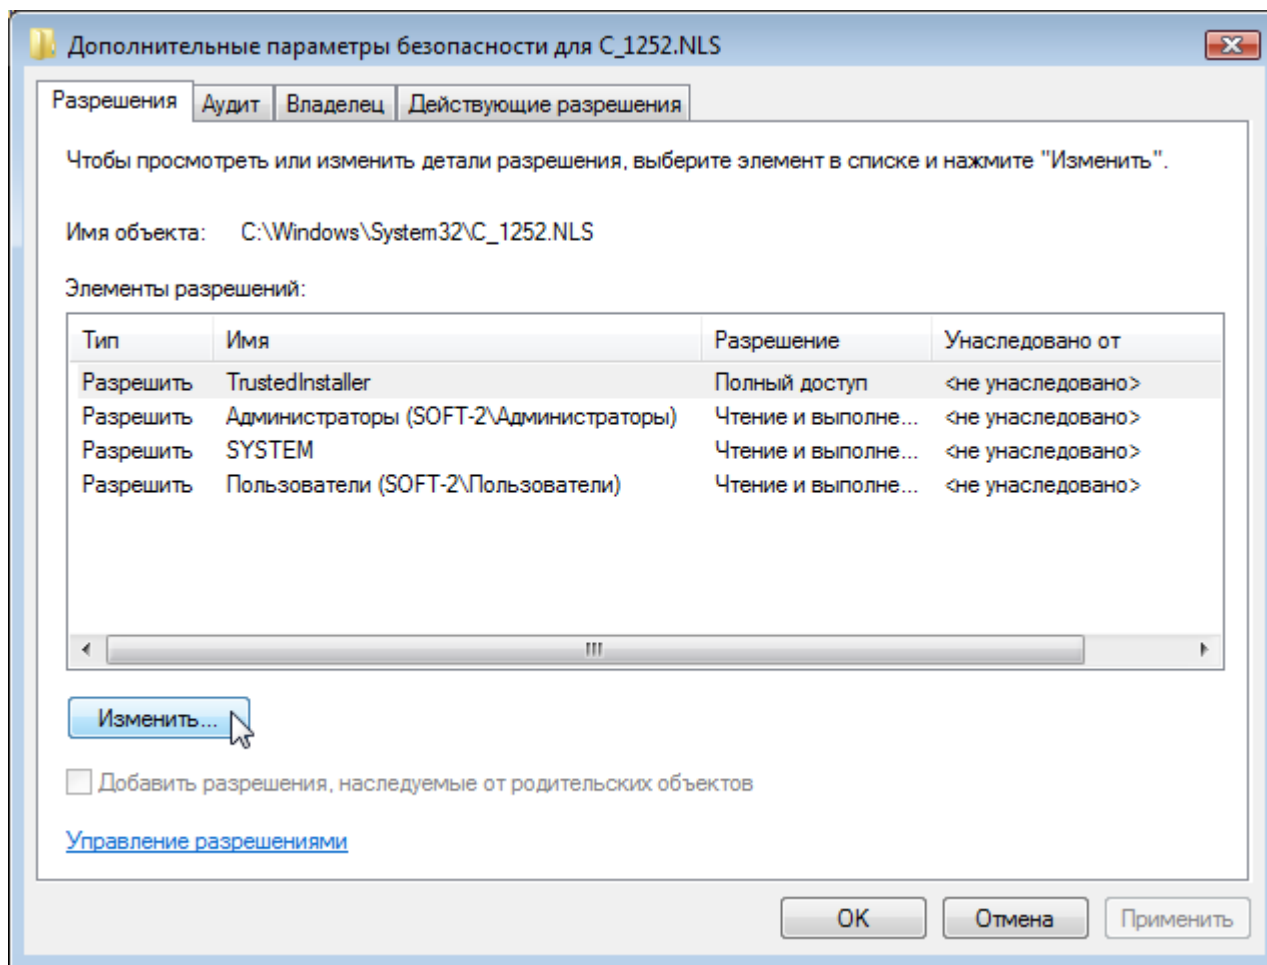 Дополнительные параметры безопасности для C_1252.NLS
Разрешения Аудит Владелец Действующие разрешения
Чтобы просмотреть или изменить детали разрешения, выберите элемент в списке и нажмите "Изменить".
Имя объекта: C:\Windows\System32\C_1252.NLS
Элементы разрешений:
Тип Имя Разрешение Унаследовано от
Разрешить TrustedInstaller Полный доступ <не унаследовано>
Разрешить Администраторы (SOFT-2\Администраторы) Чтение и выполне... <не унаследовано>
Разрешить SYSTEM Чтение и выполне... <не унаследовано>
Разрешить Пользователи (SOFT-2\Пользователи) Чтение и выполне... <не унаследовано>
Изменить...
Добавить разрешения, наследуемые от родительских объектов
Управление разрешениями
ОК Отмена Применить